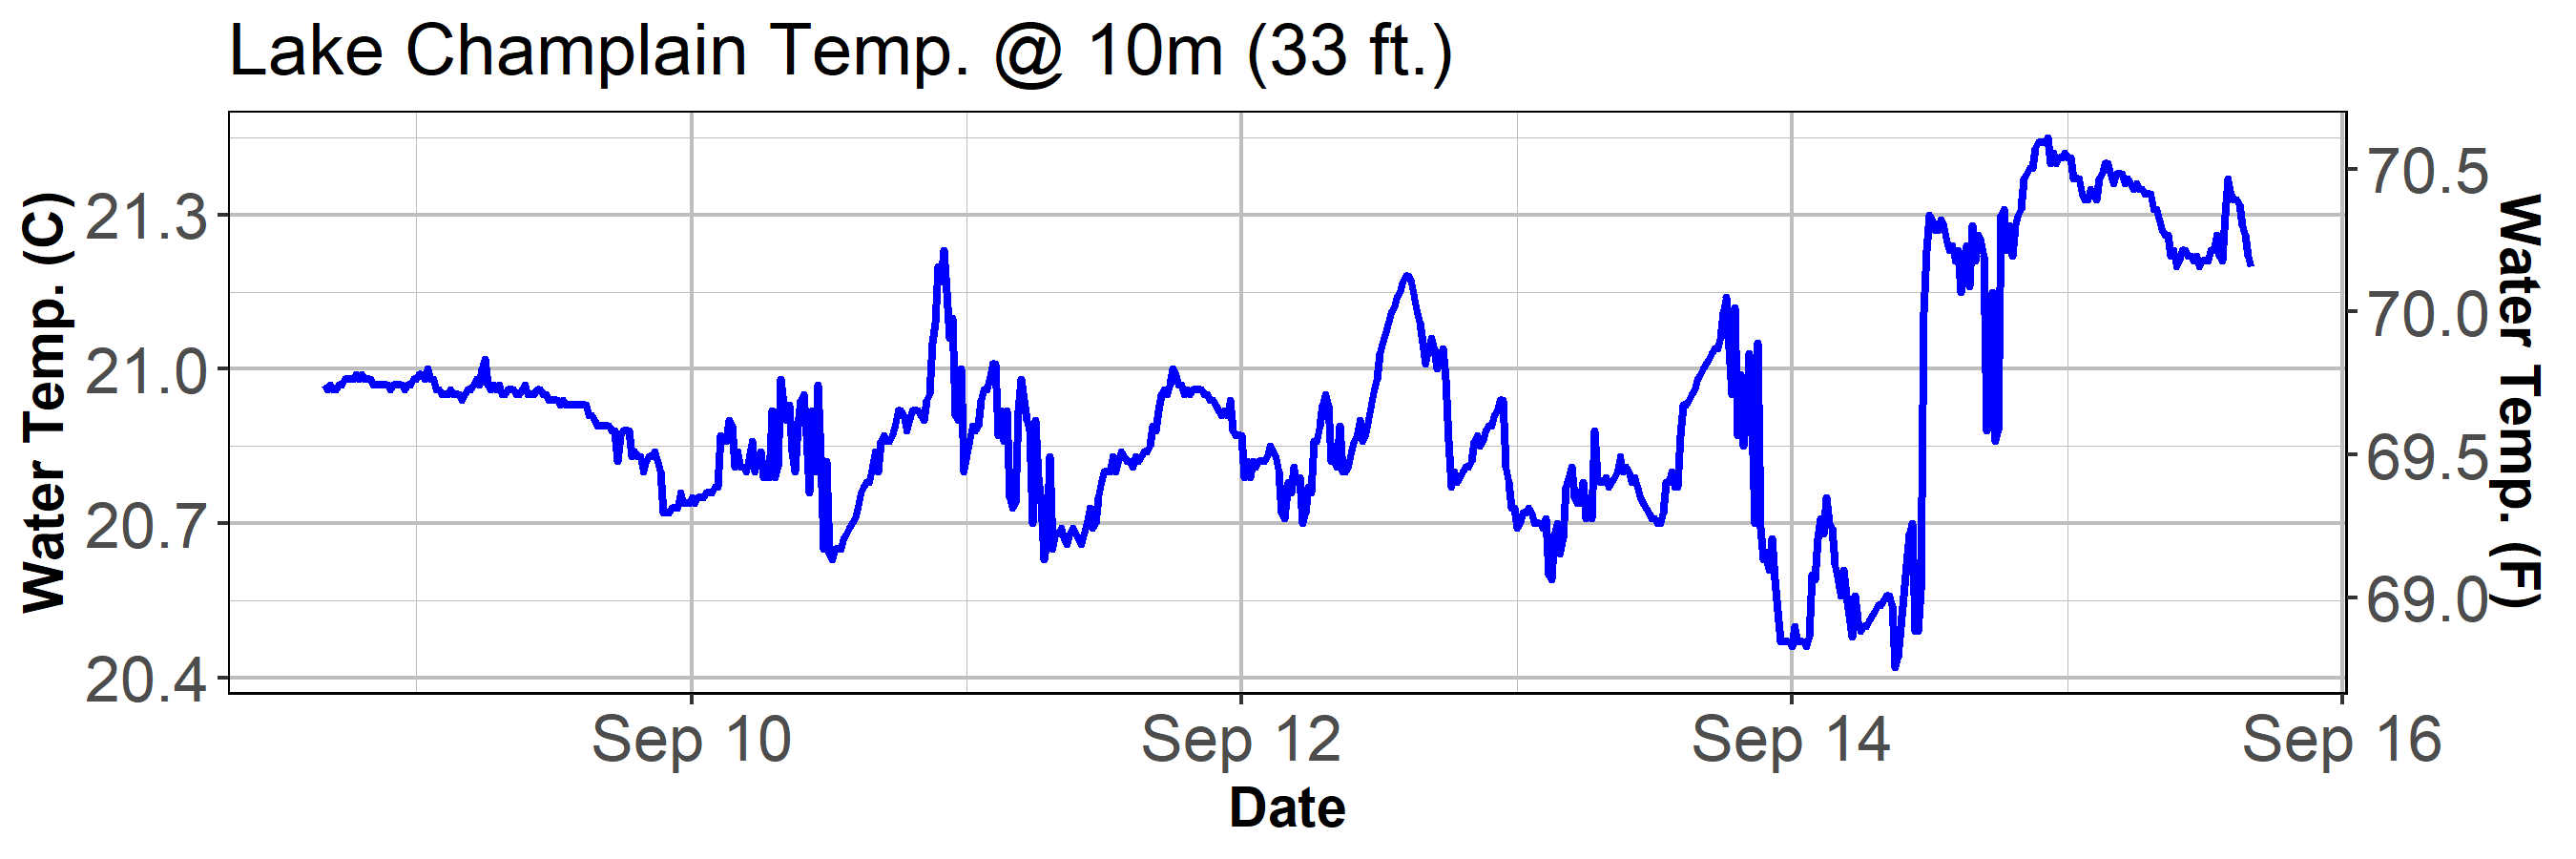 Lake Champlain Temp. @ 10m (33 ft.)
Water Temp. (C)
21.3
21.0
20.7
20.4
70.5
70.0
69.5
69.0
Water Temp. (F)
Sep 10 Sep 12 Sep 14 Sep 16
Date